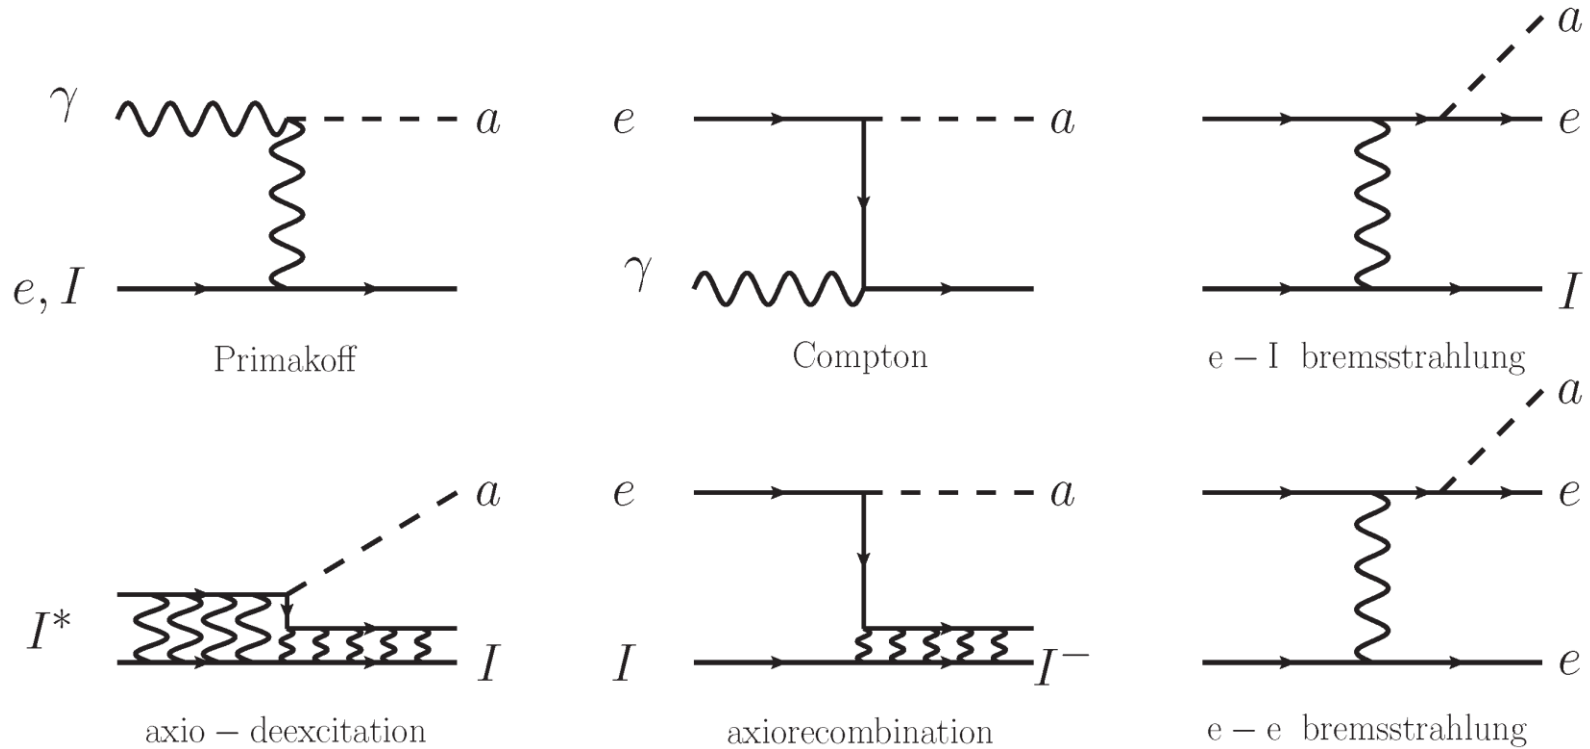 γ
a
e, I
Primakoff
e
a
γ
Compton
a
e
I
e − I bremsstrahlung
I*
a
I
axio − deexcitation
e
a
I
I⁻
axiorecombination
a
e
e
e − e bremsstrahlung